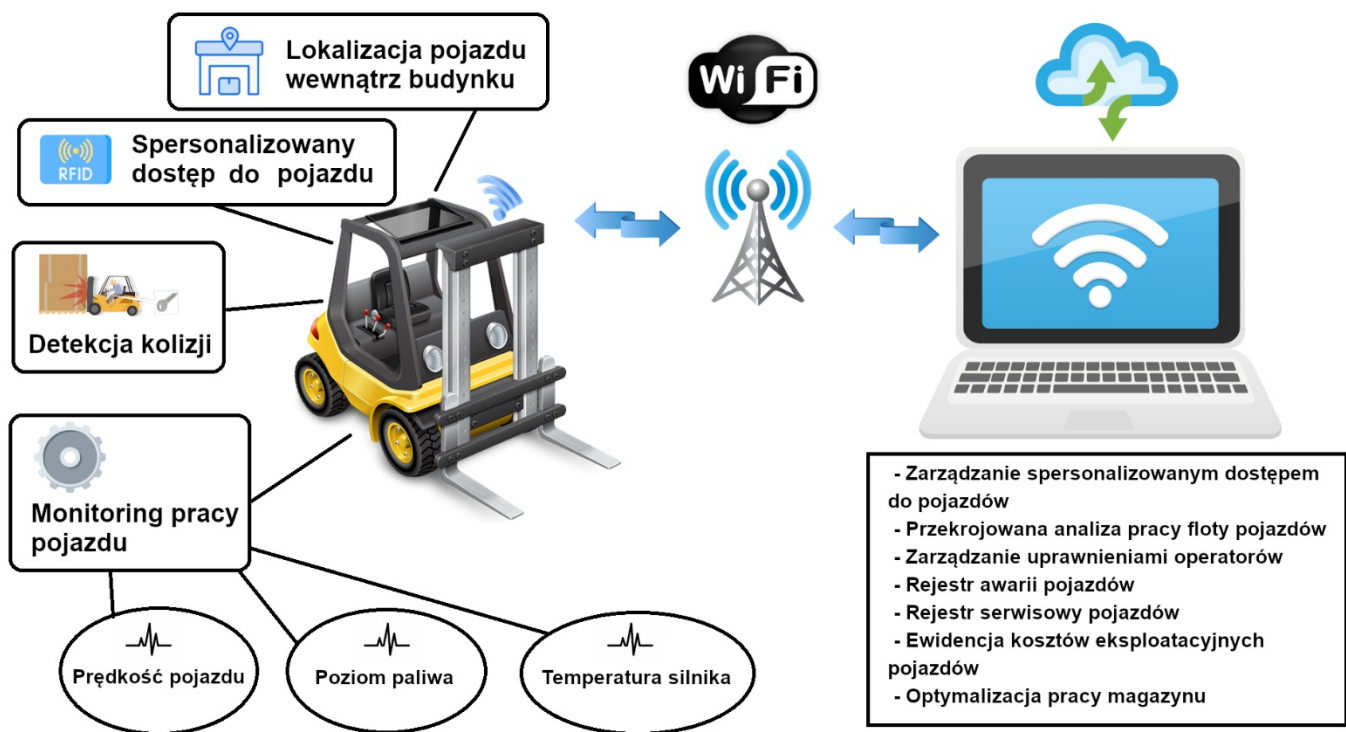 Lokalizacja pojazdu
wewnątrz budynku
WiFi
Spersonalizowany
dostęp do pojazdu
RFID
Detekcja kolizji
Monitoring pracy
pojazdu
Prędkość pojazdu
Poziom paliwa
Temperatura silnika
- Zarządzanie spersonalizowanym dostępem
do pojazdów
- Przekrojowana analiza pracy floty pojazdów
- Zarządzanie uprawnieniami operatorów
- Rejestr awarii pojazdów
- Rejestr serwisowy pojazdów
- Ewidencja kosztów eksploatacyjnych
pojazdów
- Optymalizacja pracy magazynu